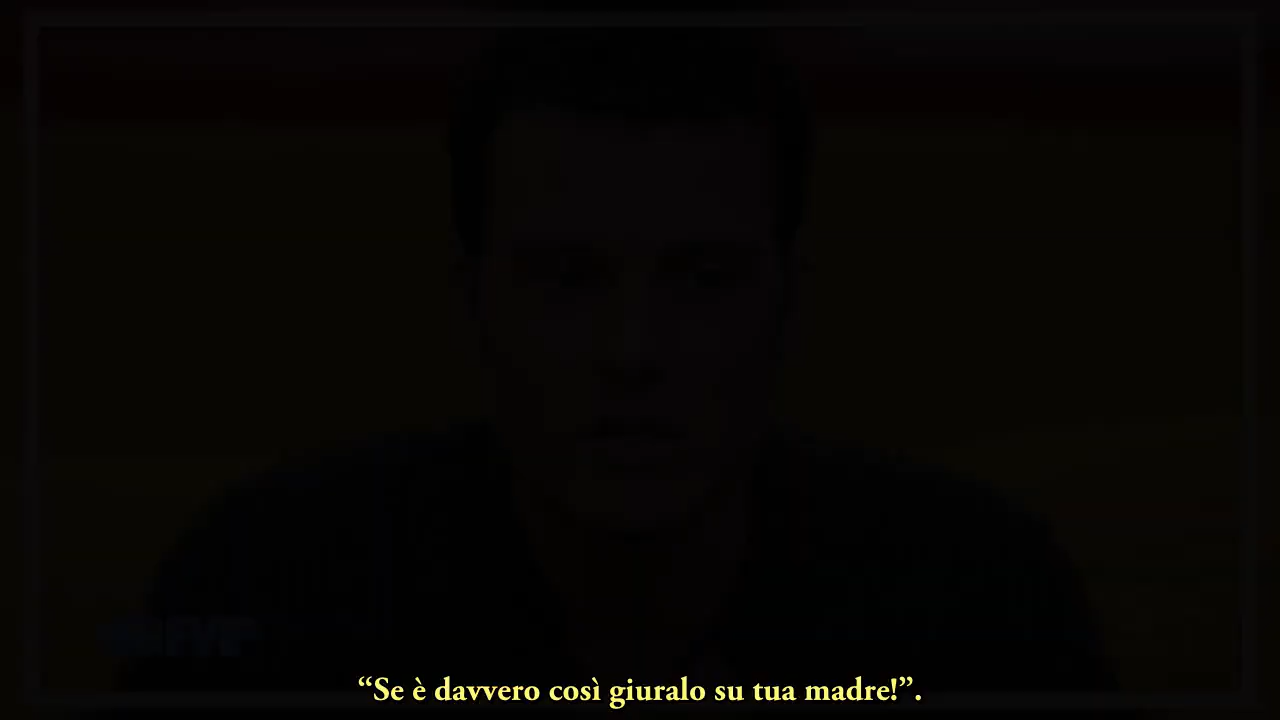 “Se è davvero così giuralo su tua madre!”.